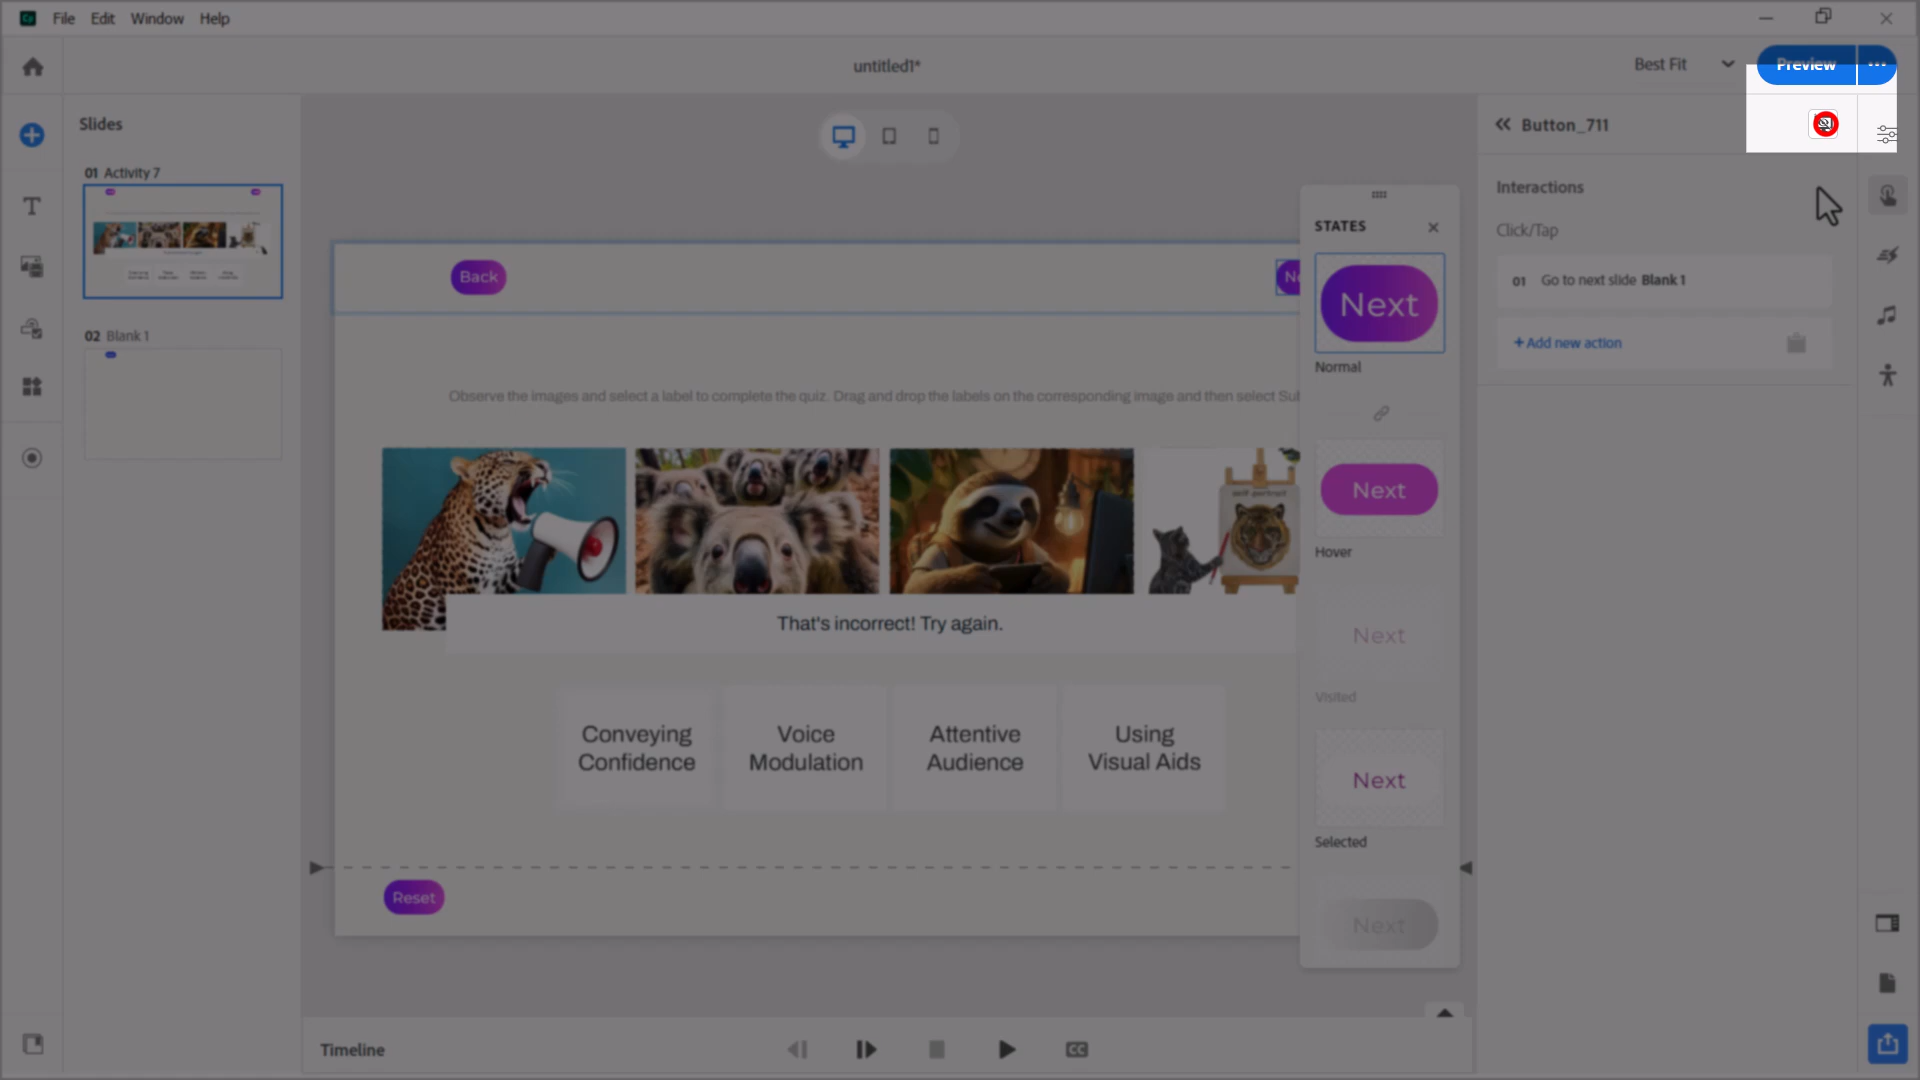 File Edit Window Help
untitled1*
Best Fit
Preview
Slides
01 Activity 7
02 Blank 1
Back
Observe the images and select a label to complete the quiz. Drag and drop the labels on the corresponding image and then select Su
self portrait
That's incorrect! Try again.
Conveying
Confidence
Voice
Modulation
Attentive
Audience
Using
Visual Aids
Reset
STATES
Next
Normal
Next
Hover
Next
Visited
Next
Selected
Next
Button_711
Interactions
Click/Tap
01 Go to next slide Blank 1
+ Add new action
Timeline
CC